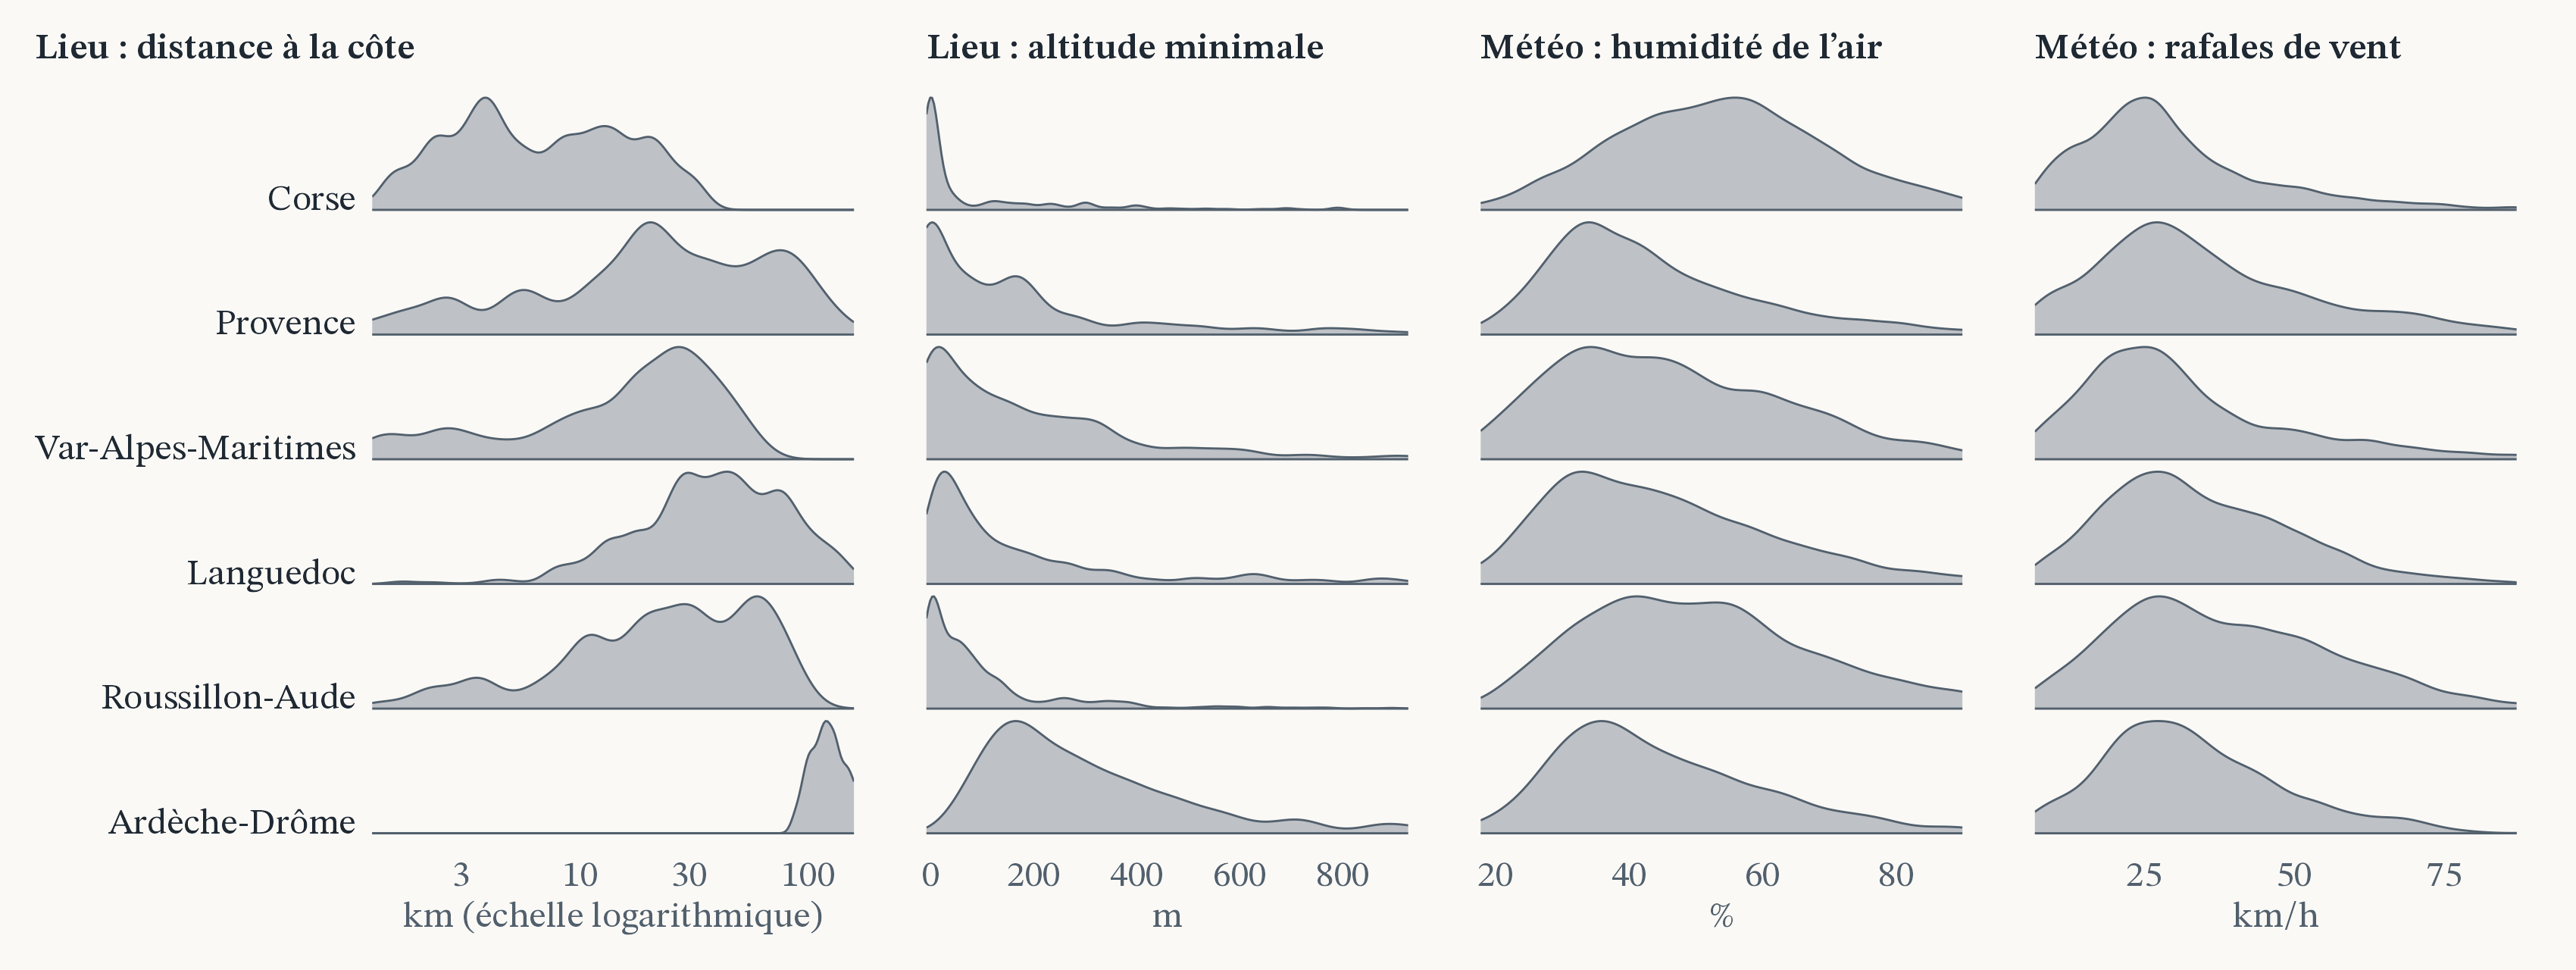 Lieu : distance à la côte
Lieu : altitude minimale
Météo : humidité de l’air
Météo : rafales de vent
Corse
Provence
Var-Alpes-Maritimes
Languedoc
Roussillon-Aude
Ardèche-Drôme
3 10 30 100
km (échelle logarithmique)
0 200 400 600 800
m
20 40 60 80
%
25 50 75
km/h